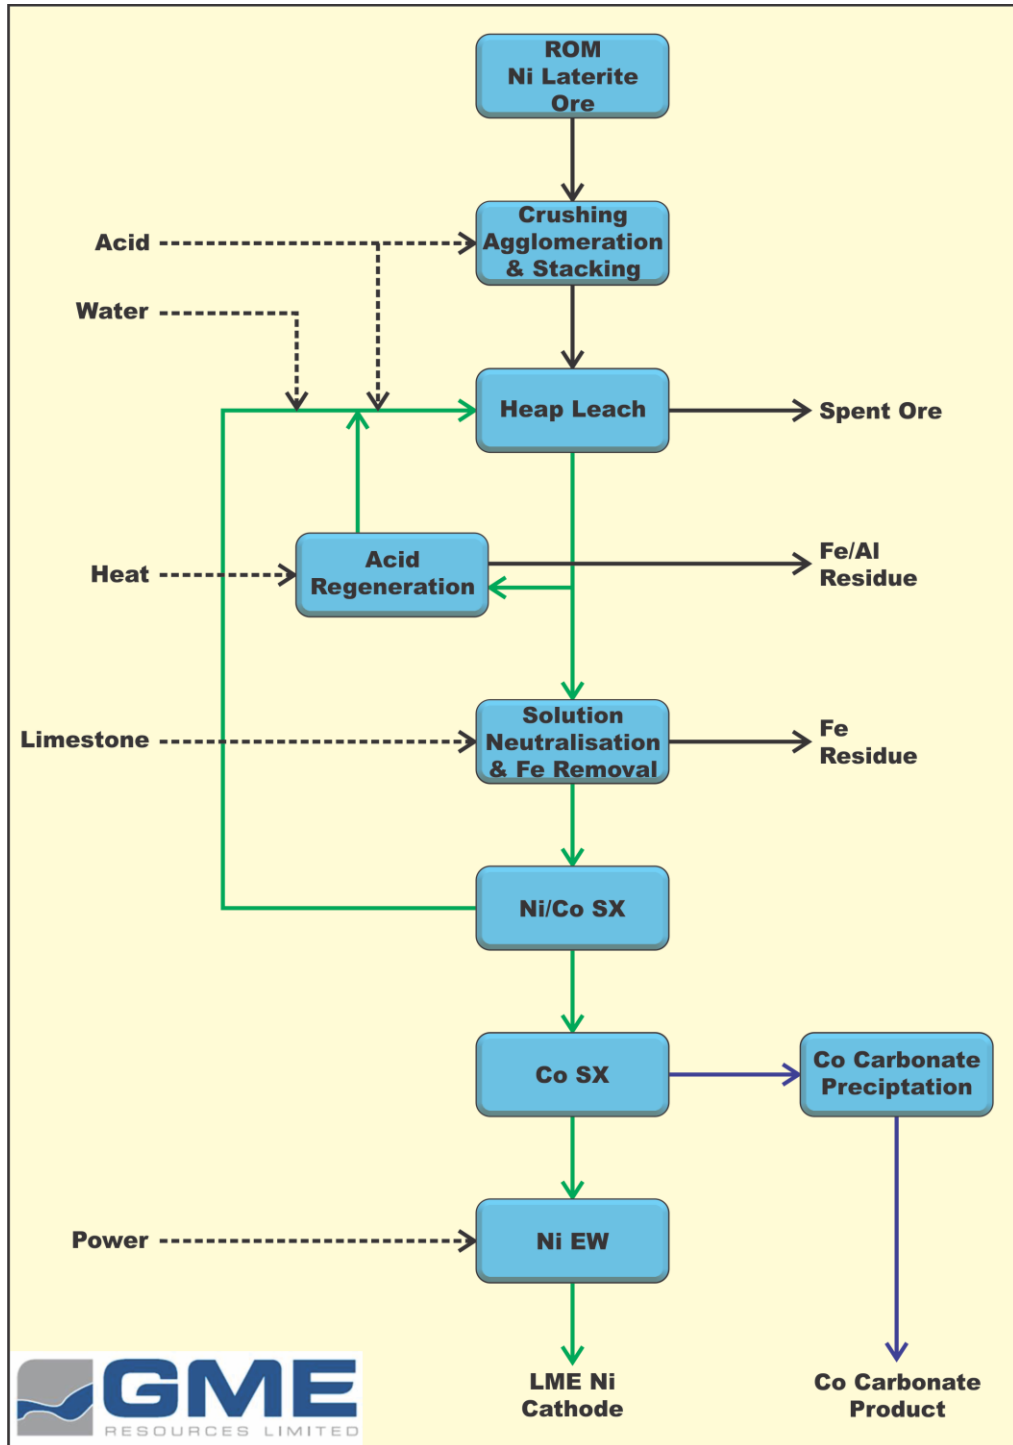 ROM
Ni Laterite
Ore
Crushing
Agglomeration
& Stacking
Acid
Water
Heap Leach
Spent Ore
Acid
Regeneration
Heat
Fe/Al
Residue
Solution
Neutralisation
& Fe Removal
Limestone
Fe
Residue
Ni/Co SX
Co SX
Co Carbonate
Preciptation
Power
Ni EW
LME Ni
Cathode
Co Carbonate
Product
GME
RESOURCES LIMITED